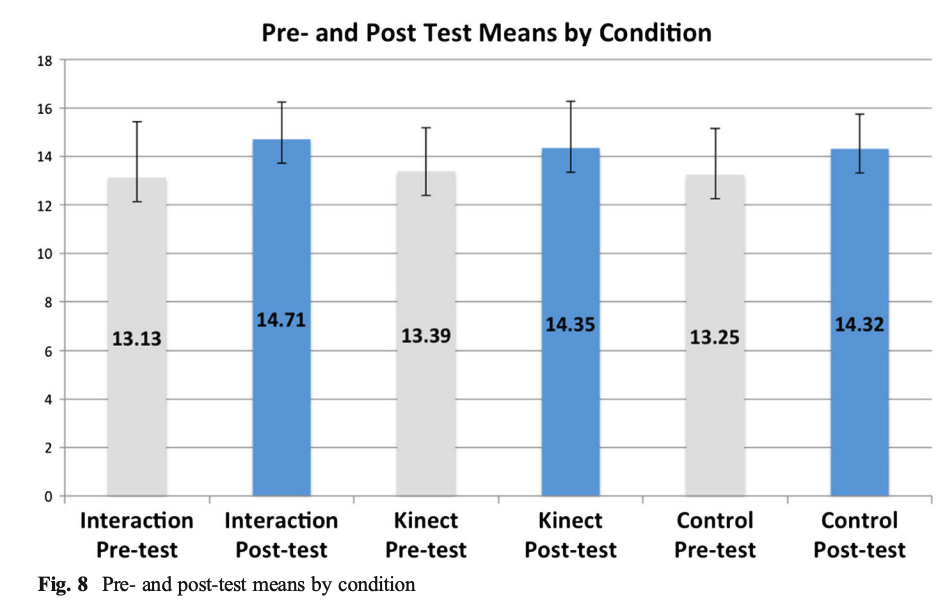 Pre- and Post Test Means by Condition
18
16
14
12
10
8
6
4
2
0
13.13
14.71
13.39
14.35
13.25
14.32
Interaction Pre-test
Interaction Post-test
Kinect Pre-test
Kinect Post-test
Control Pre-test
Control Post-test
Fig. 8 Pre- and post-test means by condition